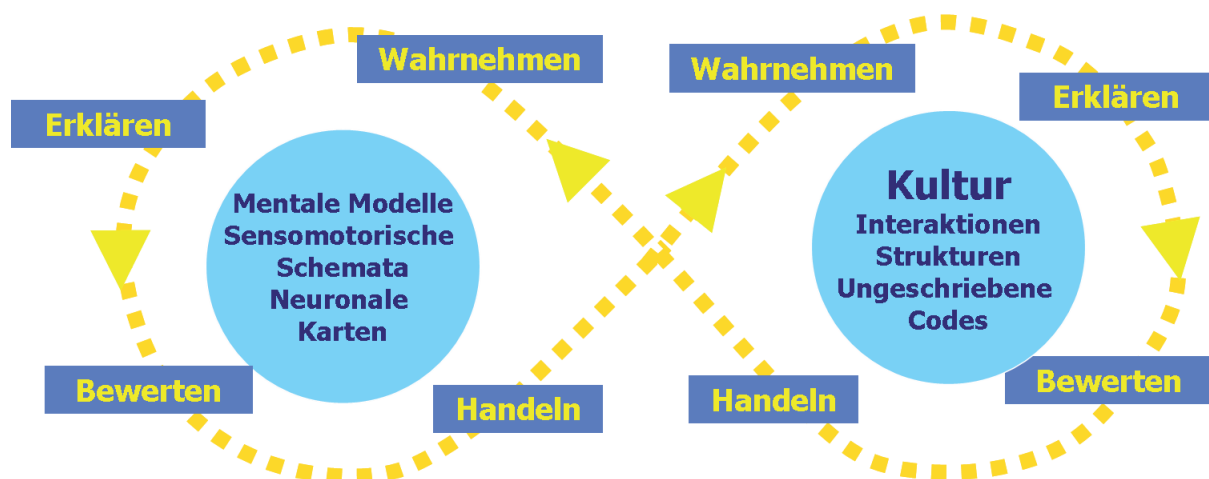 Wahrnehmen
Erklären
Mentale Modelle
Sensomotorische
Schemata
Neuronale
Karten
Bewerten
Handeln
Wahrnehmen
Erklären
Kultur
Interaktionen
Strukturen
Ungeschriebene
Codes
Bewerten
Handeln